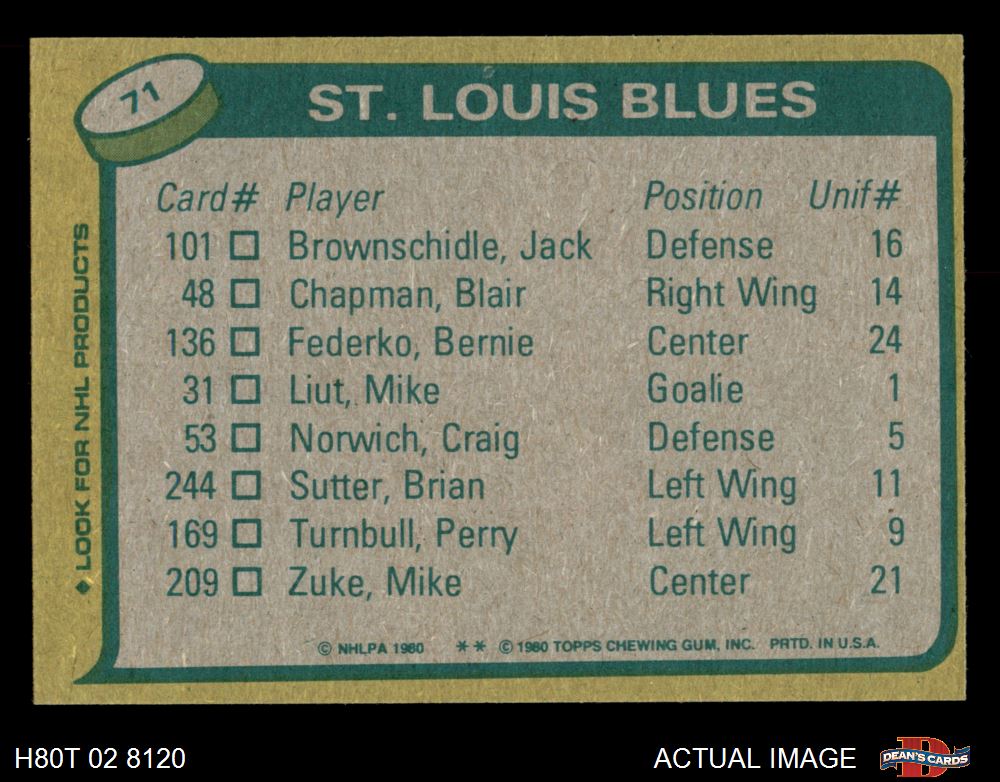 71
ST. LOUIS BLUES
Card# Player Position Unif#
101 Brownschidle, Jack Defense 16
48 Chapman, Blair Right Wing 14
136 Federko, Bernie Center 24
31 Liut, Mike Goalie 1
53 Norwich, Craig Defense 5
244 Sutter, Brian Left Wing 11
169 Turnbull, Perry Left Wing 9
209 Zuke, Mike Center 21
© NHLPA 1980 ** © 1980 TOPPS CHEWING GUM, INC. PRTD. IN U.S.A.
◆LOOK FOR NHL PRODUCTS
H80T 02 8120
ACTUAL IMAGE
D
DEAN'S CARDS